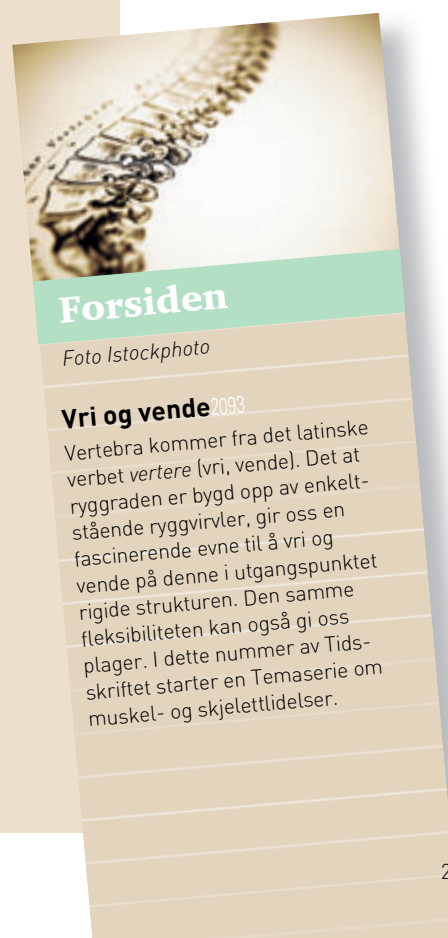 Forsiden
Foto Istockphoto
Vri og vende2093
Vertebra kommer fra det latinske
verbet vertere (vri, vende). Det at
ryggraden er bygd opp av enkelt-
stående ryggvirvler, gir oss en
fascinerende evne til å vri og
vende på denne i utgangspunktet
rigide strukturen. Den samme
fleksibiliteten kan også gi oss
plager. I dette nummer av Tids-
skriftet starter en Temaserie om
muskel- og skjelettlidelser.
2